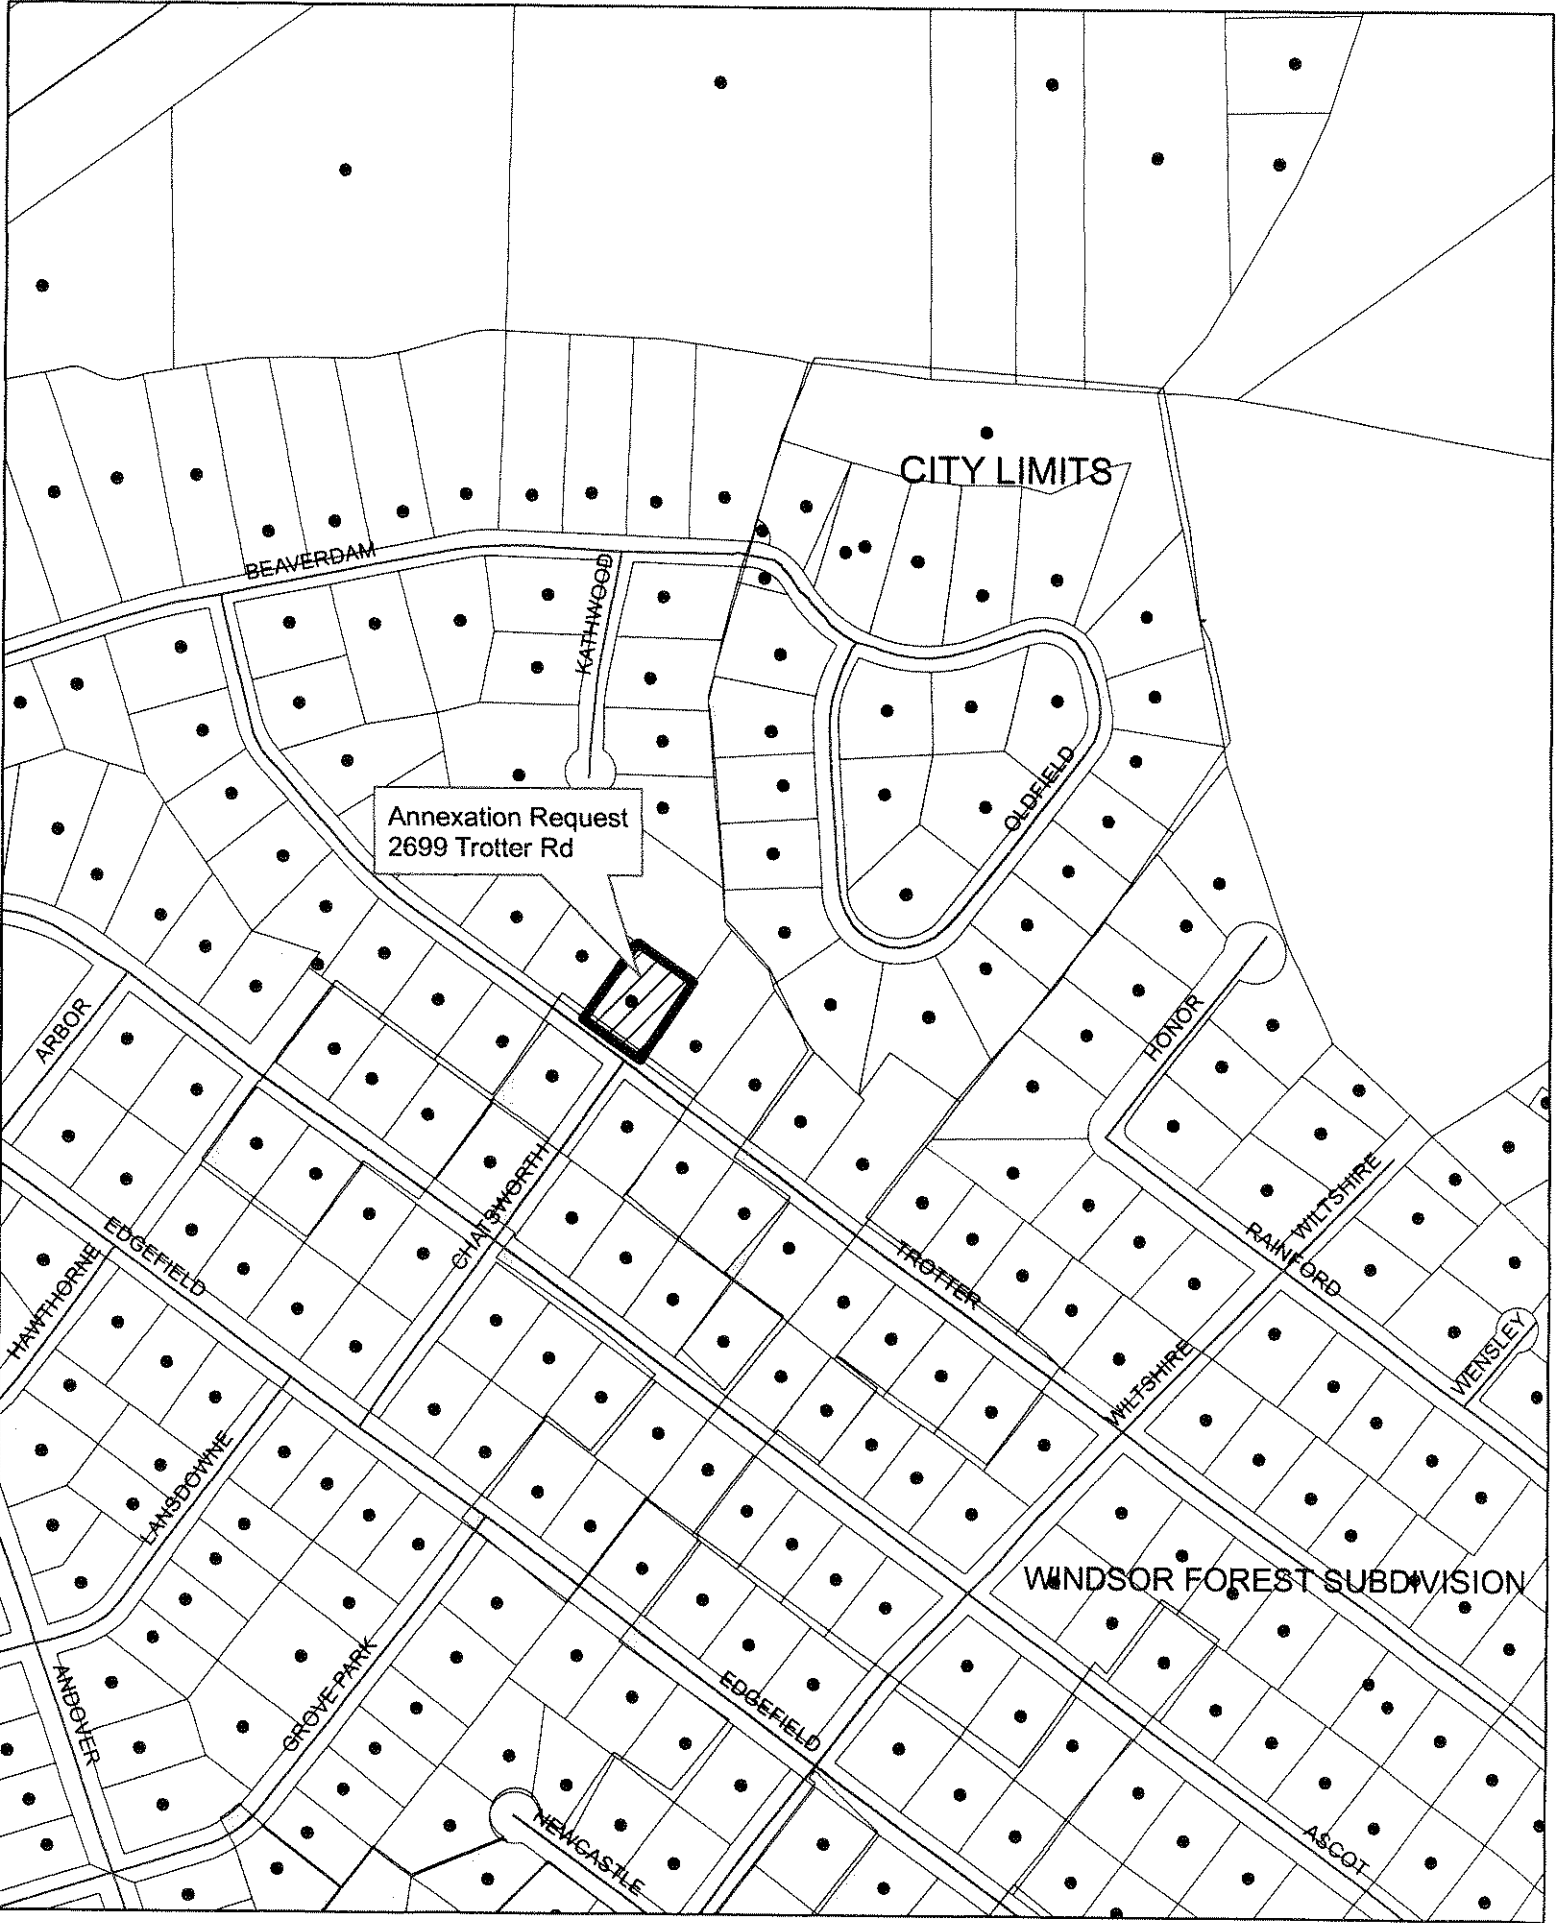 CITY LIMITS
BEAVERDAM
KATHWOOD
OLDFIELD
Annexation Request
2699 Trotter Rd
ARBOR
HONOR
CHATSWORTH
WILTSHIRE
EDGEFIELD
HAWTHORNE
TROTTER
RAINFORD
WENSLEY
WILTSHIRE
LANSDOWNE
WINDSOR FOREST SUBDIVISION
ANDOVER
GROVE PARK
EDGEFIELD
NEWCASTLE
ASCOT